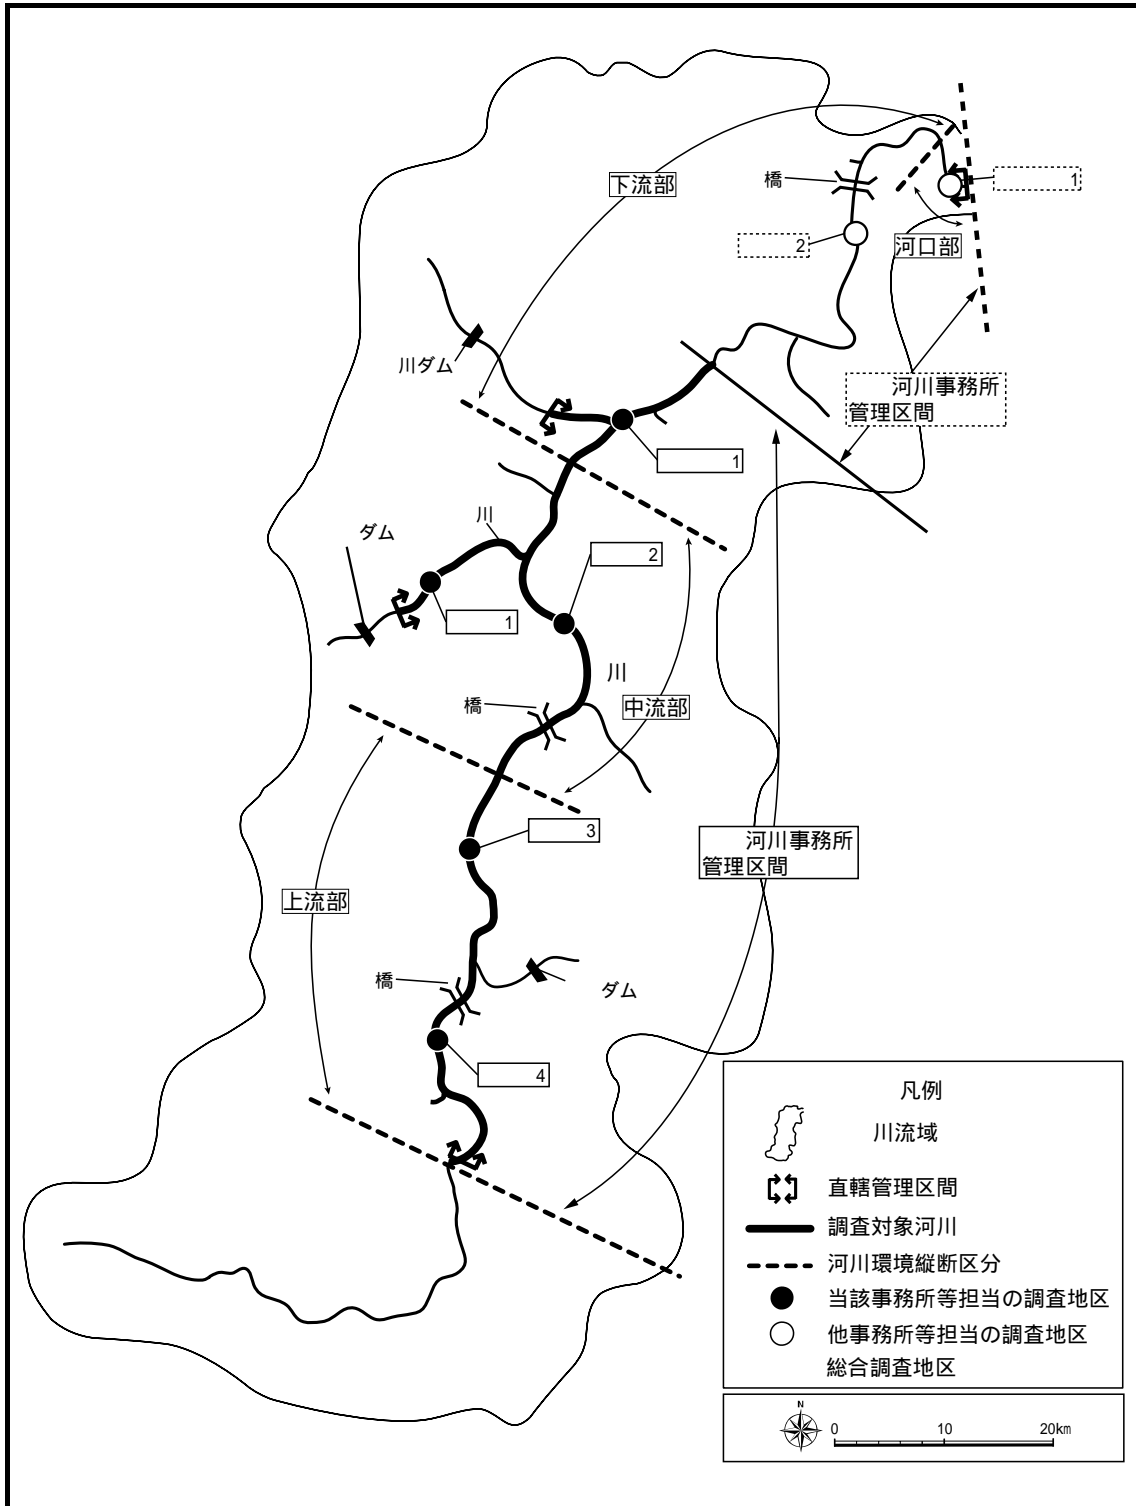 下流部
橋
1
2
河口部
川ダム
河川事務所
管理区間
1
川
ダム
2
1
川
橋
中流部
3
河川事務所
管理区間
上流部
橋
ダム
4
凡例
川流域
直轄管理区間
調査対象河川
河川環境縦断区分
当該事務所等担当の調査地区
他事務所等担当の調査地区
総合調査地区
N
0 10 20km